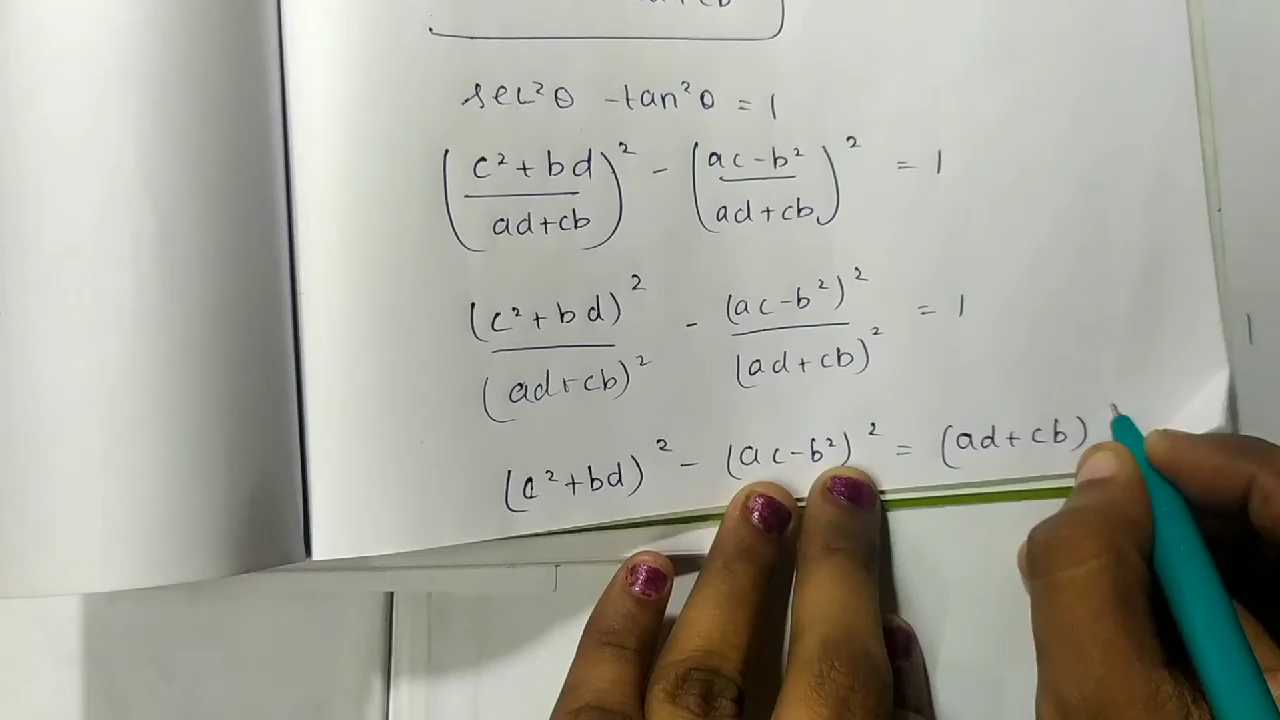 sec²θ - tan²θ = 1
(c² + bd / ad + cb)² - (ac - b² / ad + cb)² = 1
(c² + bd)² / (ad + cb)² - (ac - b²)² / (ad + cb)² = 1
(c² + bd)² - (ac - b²)² = (ad + cb)